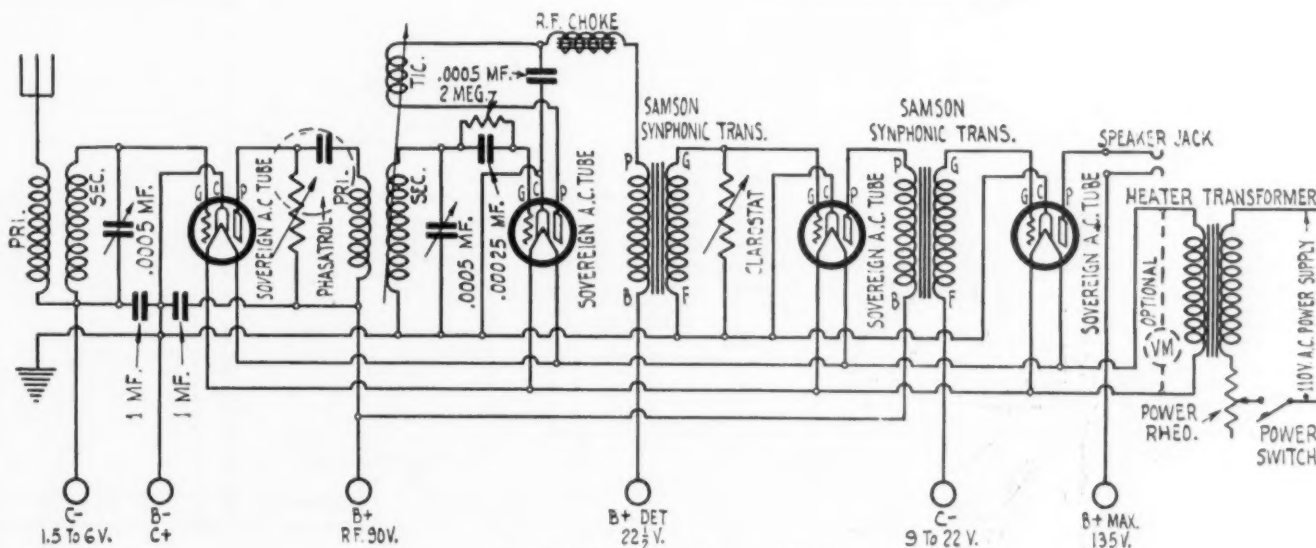 R.F. CHOKE
TIC.
.0005 MF.
2 MEG.
SAMSON
SYNPHONIC TRANS.
SAMSON
SYNPHONIC TRANS.
SPEAKER JACK
HEATER TRANSFORMER
PRI.
SEC.
.0005 MF.
G C P
SOVEREIGN A.C. TUBE
PHASATROL
PRI.
SEC.
.0005 MF.
.00025 MF.
G C P
SOVEREIGN A.C. TUBE
P G
B F
CLAROSTAT
G C P
SOVEREIGN A.C. TUBE
P G
B F
G C P
SOVEREIGN A.C. TUBE
OPTIONAL
VM
110V A.C. POWER SUPPLY
POWER
RHEO.
POWER
SWITCH
1 MF.
1 MF.
C-
1.5 To 6 V.
B-
C+
B+
R.F. 90V.
B+ DET
22½ V.
C-
9 To 22 V.
B+ MAX.
135V.